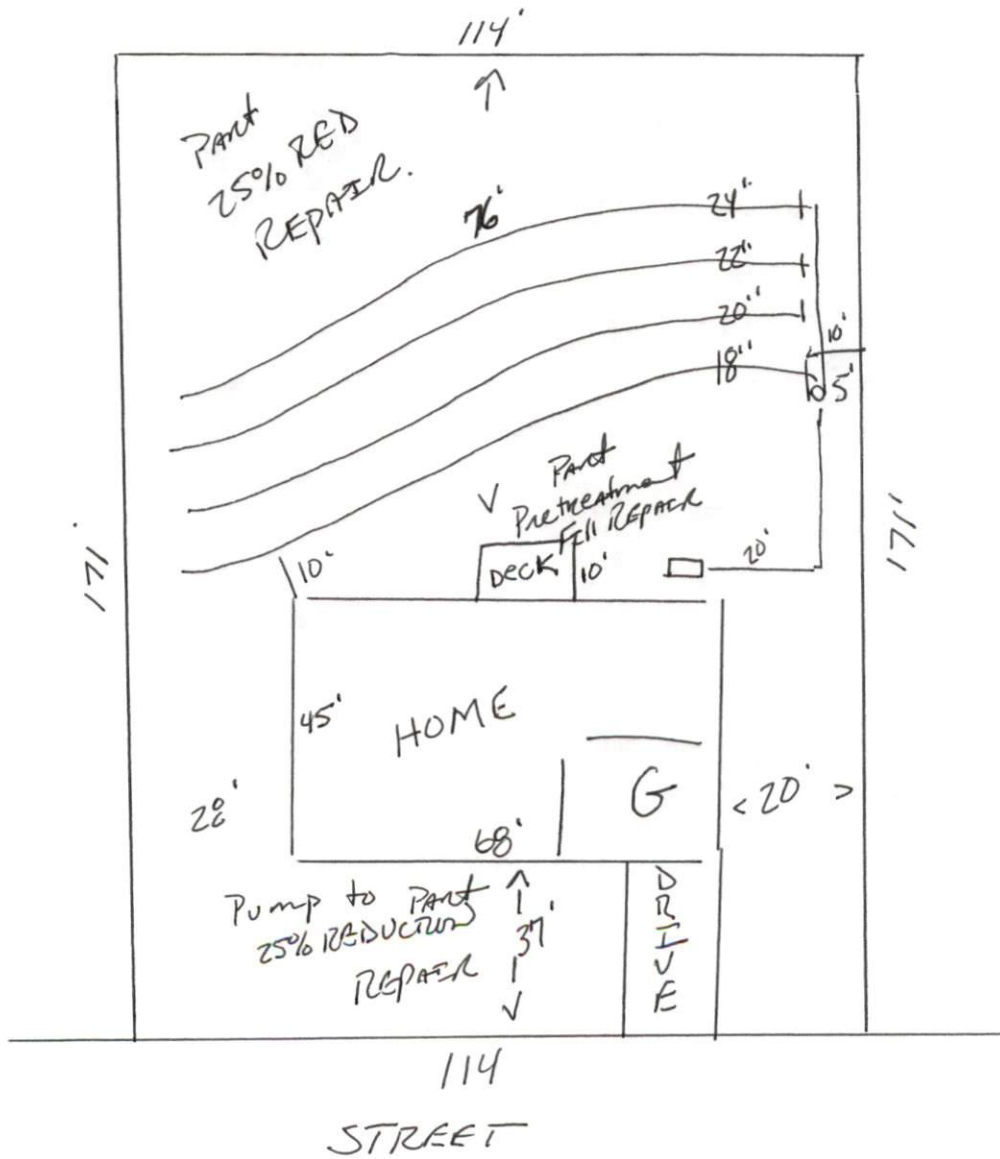 114'
Part
25% RED
REPAIR.
76'
24"
22"
20"
18"
10'
5'
Part
Pretreatment
Fill REPAIR
171'
171'
10'
DECK
10'
20'
45'
HOME
G
< 20' >
68'
Pump to Part
25% REDUCTION
REPAIR
37'
DRIVE
114
STREET